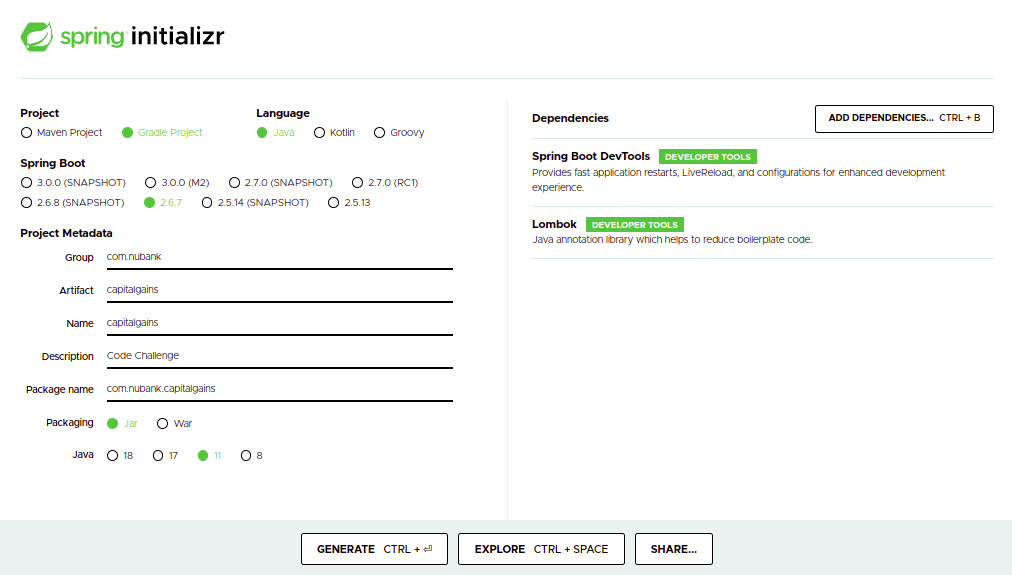 spring initializr
Project
Maven Project Gradle Project
Language
Java Kotlin Groovy
Spring Boot
3.0.0 (SNAPSHOT) 3.0.0 (M2) 2.7.0 (SNAPSHOT) 2.7.0 (RC1)
2.6.8 (SNAPSHOT) 2.6.7 2.5.14 (SNAPSHOT) 2.5.13
Project Metadata
Group com.nubank
Artifact capitalgains
Name capitalgains
Description Code Challenge
Package name com.nubank.capitalgains
Packaging Jar War
Java 18 17 11 8
Dependencies
ADD DEPENDENCIES... CTRL + B
Spring Boot DevTools DEVELOPER TOOLS
Provides fast application restarts, LiveReload, and configurations for enhanced development
experience.
Lombok DEVELOPER TOOLS
Java annotation library which helps to reduce boilerplate code.
GENERATE CTRL + ⏎
EXPLORE CTRL + SPACE
SHARE...